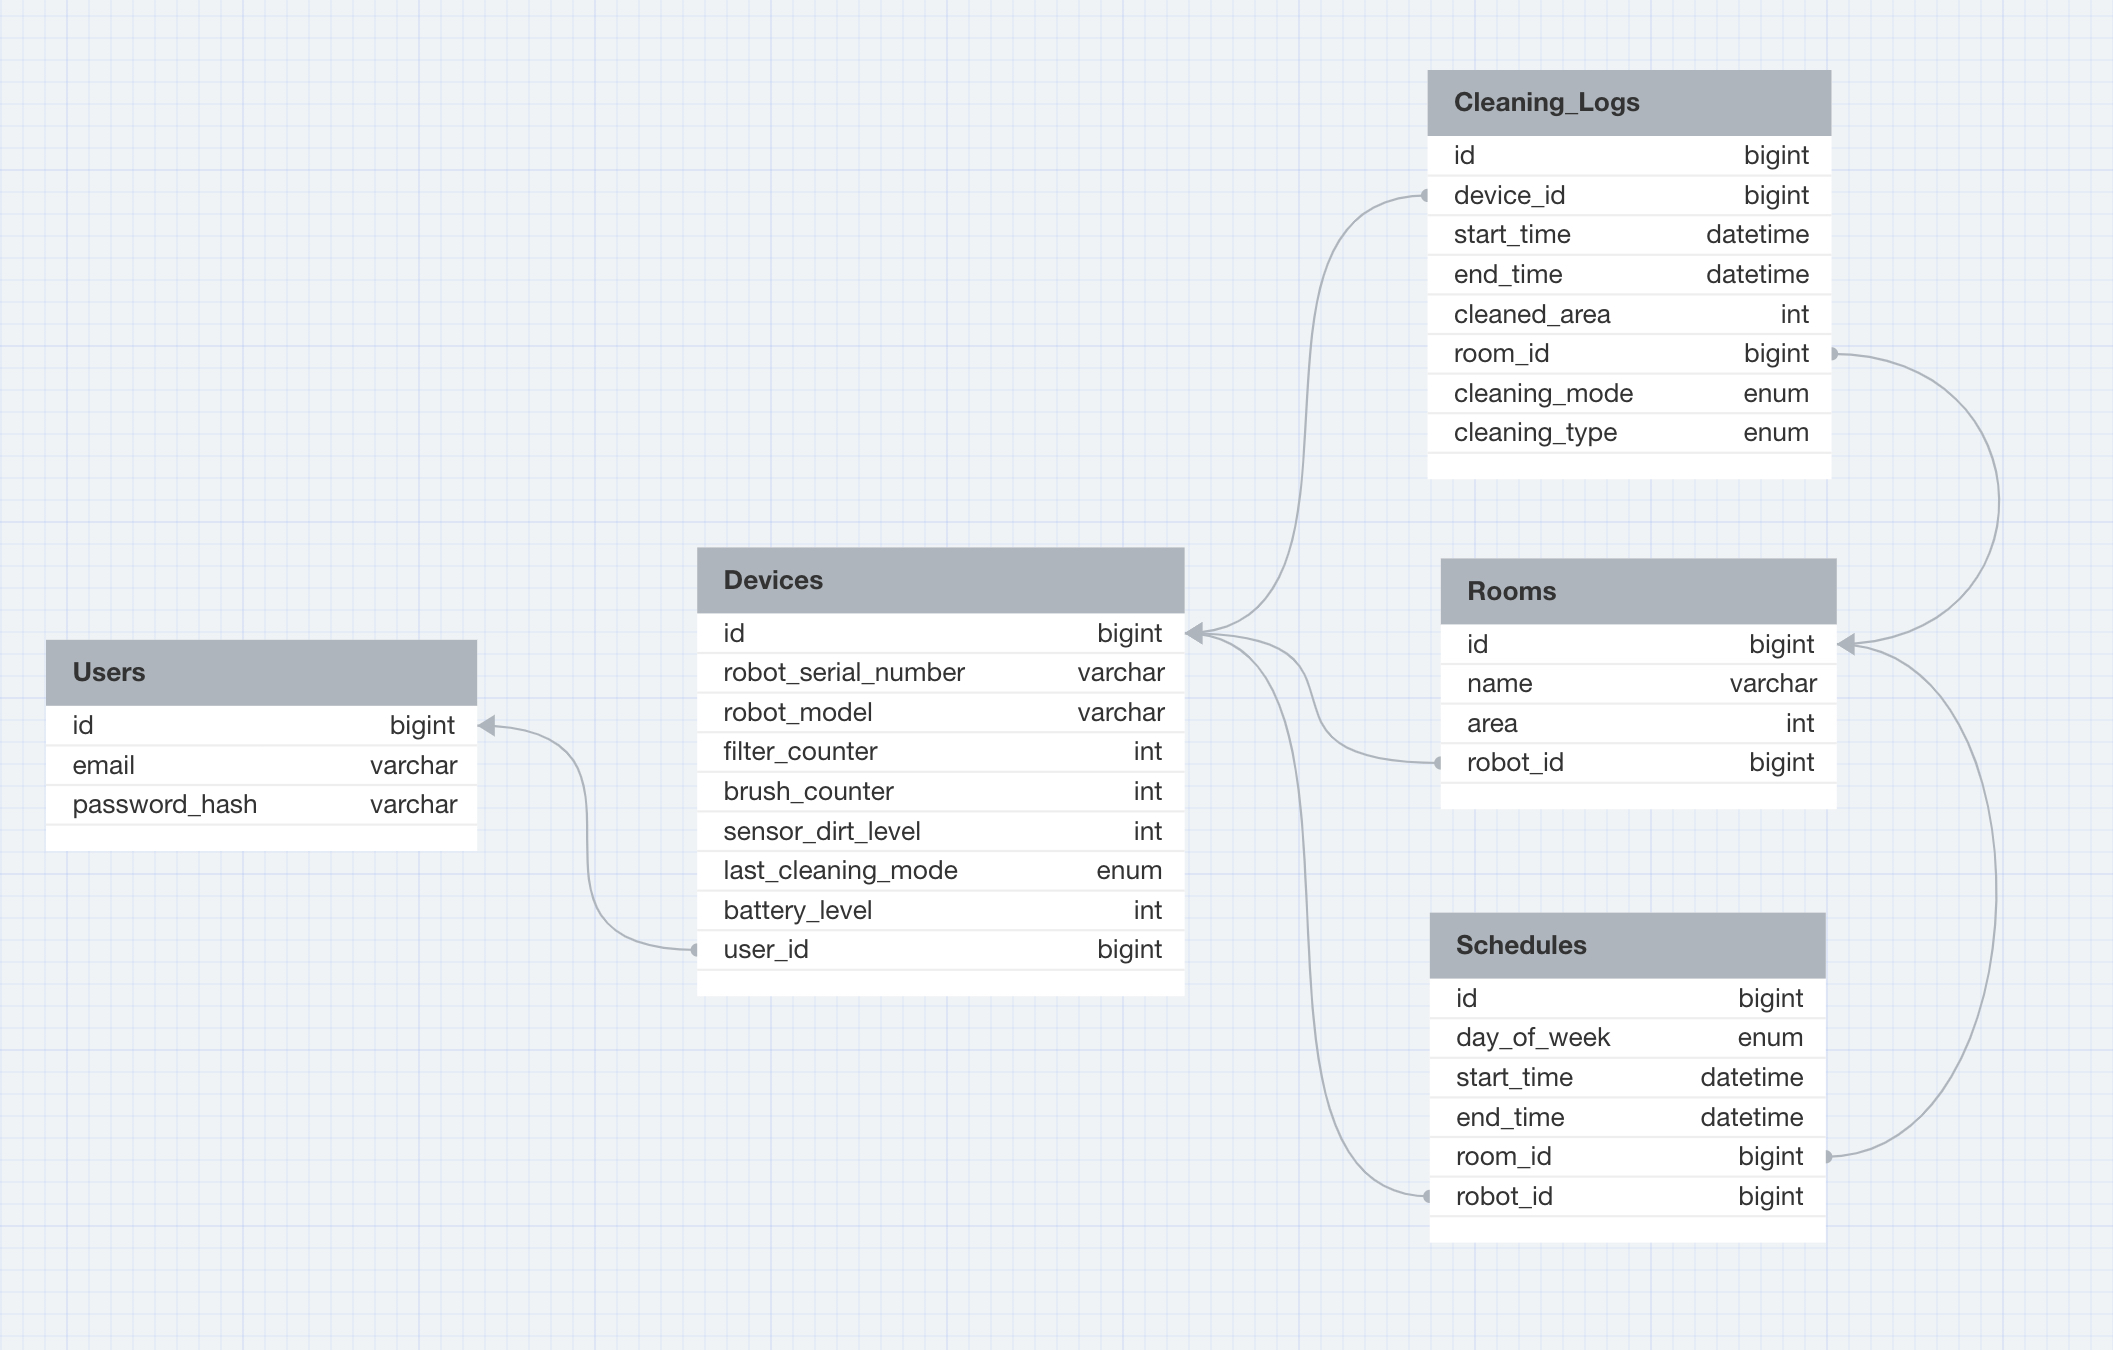 Users
id bigint
email varchar
password_hash varchar
Devices
id bigint
robot_serial_number varchar
robot_model varchar
filter_counter int
brush_counter int
sensor_dirt_level int
last_cleaning_mode enum
battery_level int
user_id bigint
Cleaning_Logs
id bigint
device_id bigint
start_time datetime
end_time datetime
cleaned_area int
room_id bigint
cleaning_mode enum
cleaning_type enum
Rooms
id bigint
name varchar
area int
robot_id bigint
Schedules
id bigint
day_of_week enum
start_time datetime
end_time datetime
room_id bigint
robot_id bigint